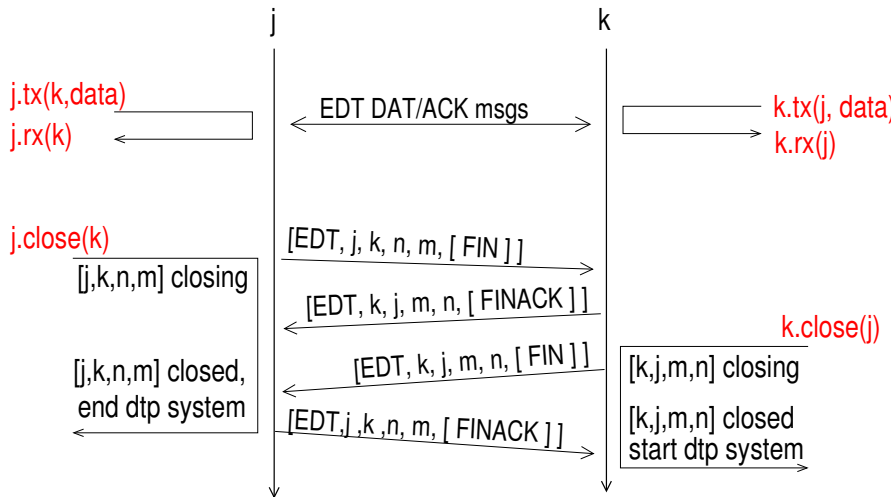 j
k
j.tx(k,data)
EDT DAT/ACK msgs
k.tx(j, data)
j.rx(k)
k.rx(j)
j.close(k)
[EDT, j, k, n, m, [ FIN ] ]
[j,k,n,m] closing
[EDT, k, j, m, n, [ FINACK ] ]
k.close(j)
[EDT, k, j, m, n, [ FIN ] ]
[j,k,n,m] closed,
end dtp system
[k,j,m,n] closing
[EDT,j ,k ,n, m, [ FINACK ] ]
[k,j,m,n] closed
start dtp system